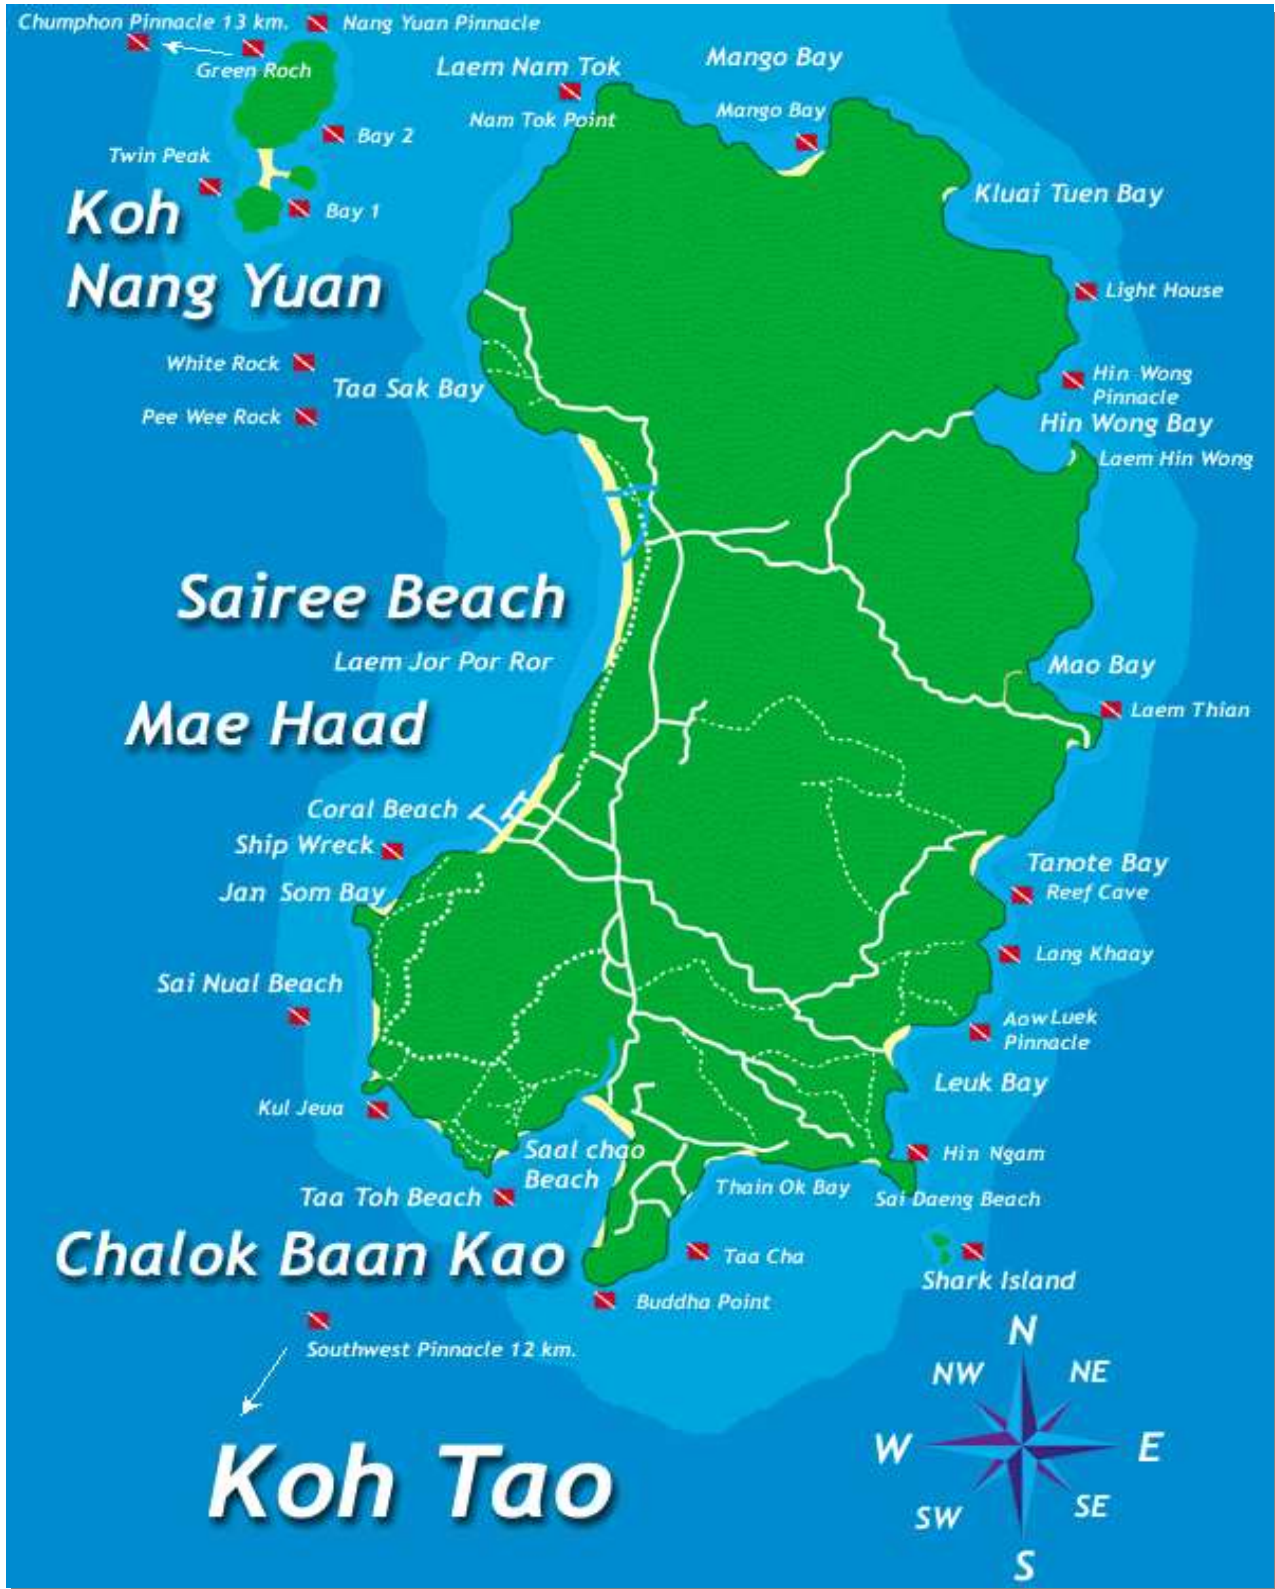 Chumphon Pinnacle 13 km.
Nang Yuan Pinnacle
Green Roch
Laem Nam Tok
Mango Bay
Nam Tok Point
Mango Bay
Bay 2
Twin Peak
Kluai Tuen Bay
Bay 1
Koh
Nang Yuan
Light House
White Rock
Taa Sak Bay
Hin Wong
Pinnacle
Pee Wee Rock
Hin Wong Bay
Laem Hin Wong
Sairee Beach
Laem Jor Por Ror
Mao Bay
Mae Haad
Laem Thian
Coral Beach
Ship Wreck
Tanote Bay
Jan Som Bay
Reef Cave
Lang Khaay
Sai Nual Beach
Aow Luek
Pinnacle
Leuk Bay
Kul Jeua
Saal chao
Beach
Hin Ngam
Taa Toh Beach
Thain Ok Bay
Sai Daeng Beach
Chalok Baan Kao
Taa Cha
Shark Island
Buddha Point
Southwest Pinnacle 12 km.
N
NW
NE
W
E
Koh Tao
SW
SE
S